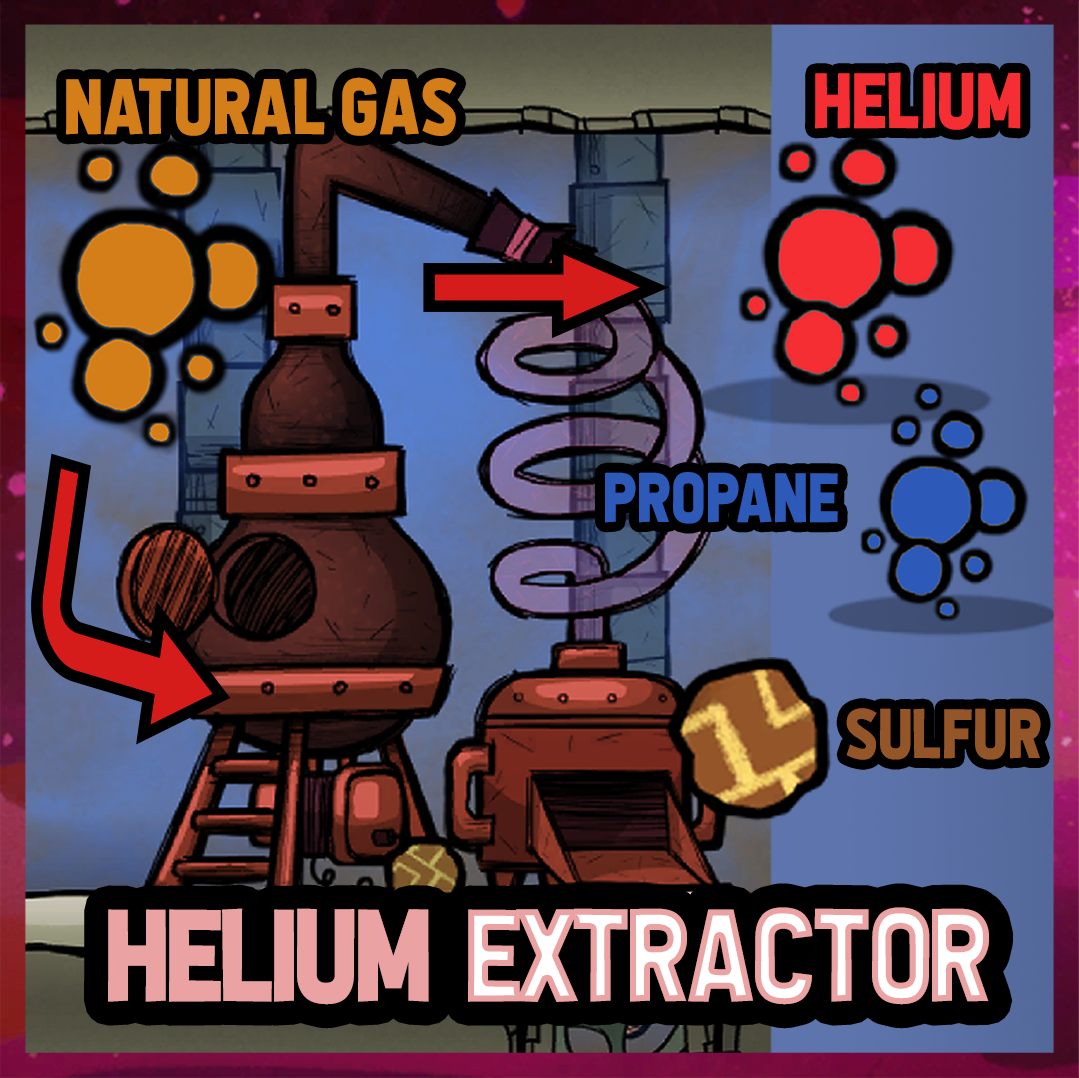 NATURAL GAS
HELIUM
PROPANE
SULFUR
HELIUM EXTRACTOR